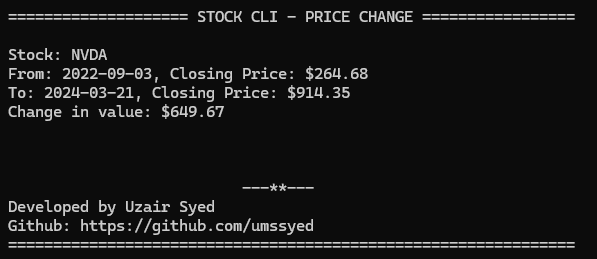 ===================== STOCK CLI - PRICE CHANGE =================
Stock: NVDA
From: 2022-09-03, Closing Price: $264.68
To: 2024-03-21, Closing Price: $914.35
Change in value: $649.67
---**---
Developed by Uzair Syed
Github: https://github.com/umssyed
===============================================================